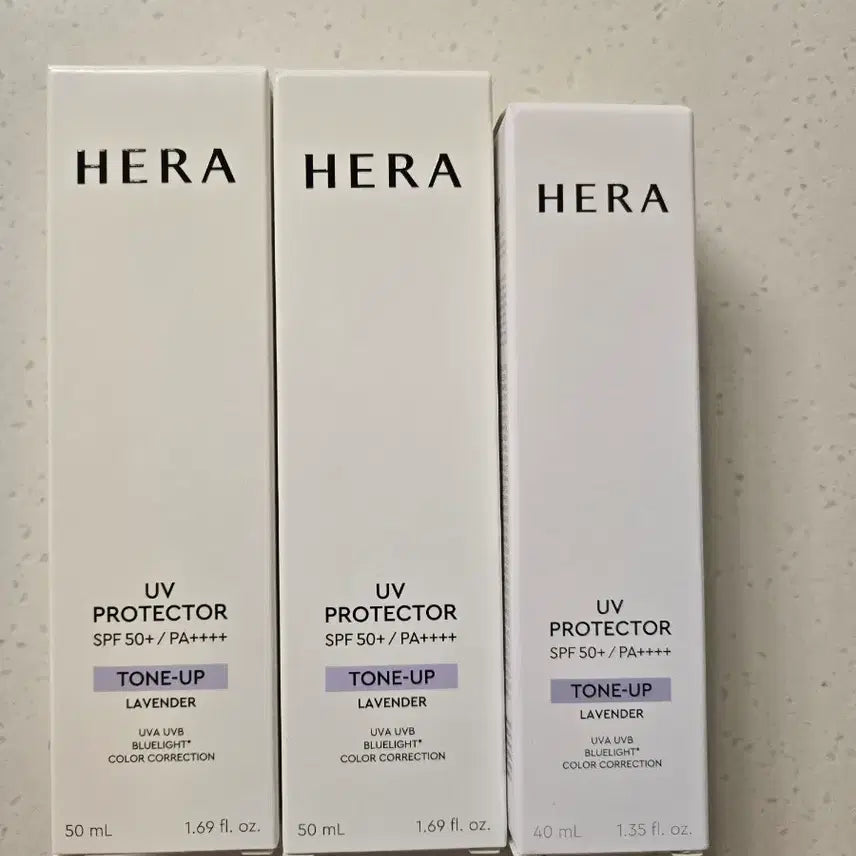 HERA
UV
PROTECTOR
SPF 50+ / PA++++
TONE-UP
LAVENDER
UVA UVB
BLUELIGHT*
COLOR CORRECTION
50 mL 1.69 fl. oz.
HERA
UV
PROTECTOR
SPF 50+ / PA++++
TONE-UP
LAVENDER
UVA UVB
BLUELIGHT*
COLOR CORRECTION
50 mL 1.69 fl. oz.
HERA
UV
PROTECTOR
SPF 50+ / PA++++
TONE-UP
LAVENDER
UVA UVB
BLUELIGHT*
COLOR CORRECTION
40 mL 1.35 fl. oz.